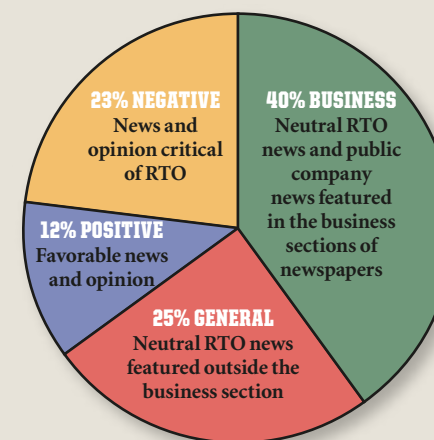 23% NEGATIVE
News and
opinion critical
of RTO
40% BUSINESS
Neutral RTO
news and public
company
news featured
in the business
sections of
newspapers
12% POSITIVE
Favorable news
and opinion
25% GENERAL
Neutral RTO news
featured outside the
business section